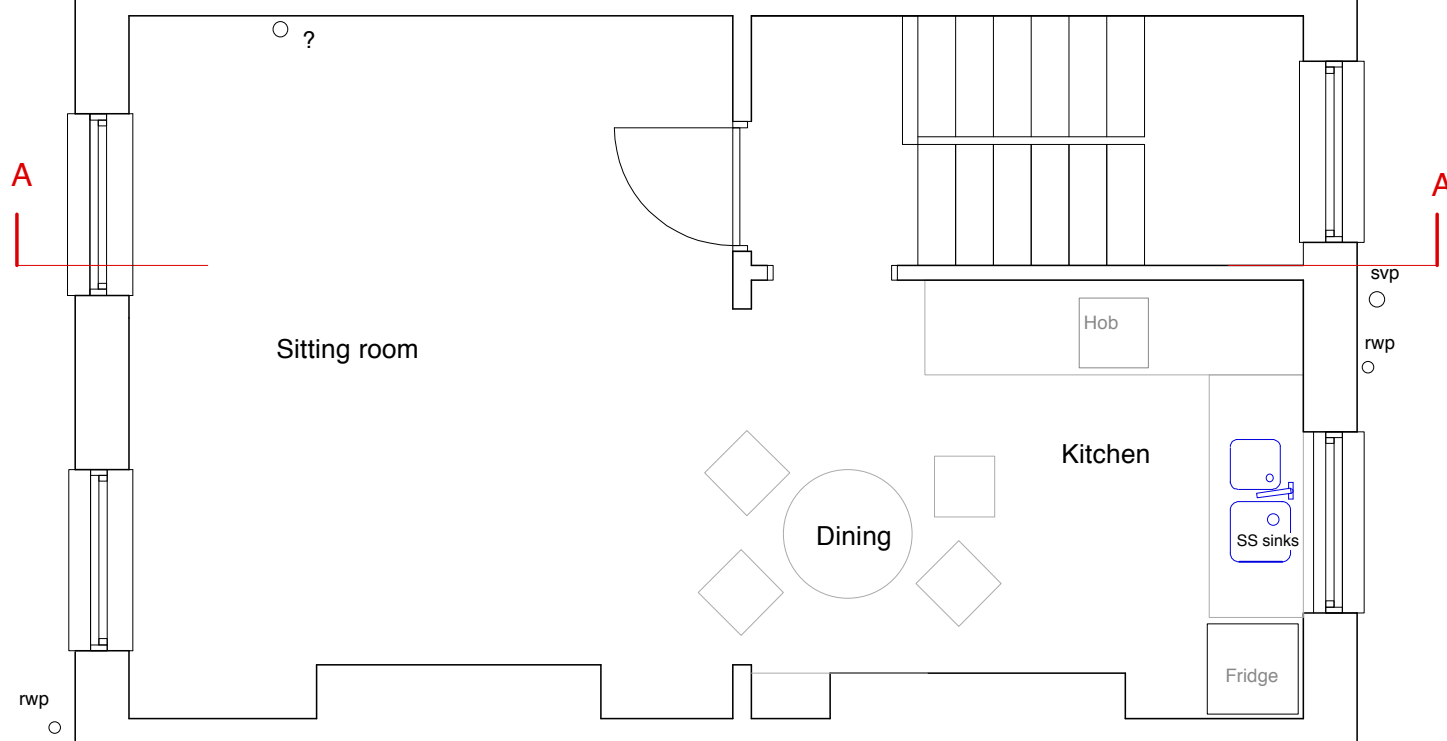 ?
A
A
svp
Hob
rwp
Sitting room
Kitchen
Dining
SS sinks
Fridge
rwp